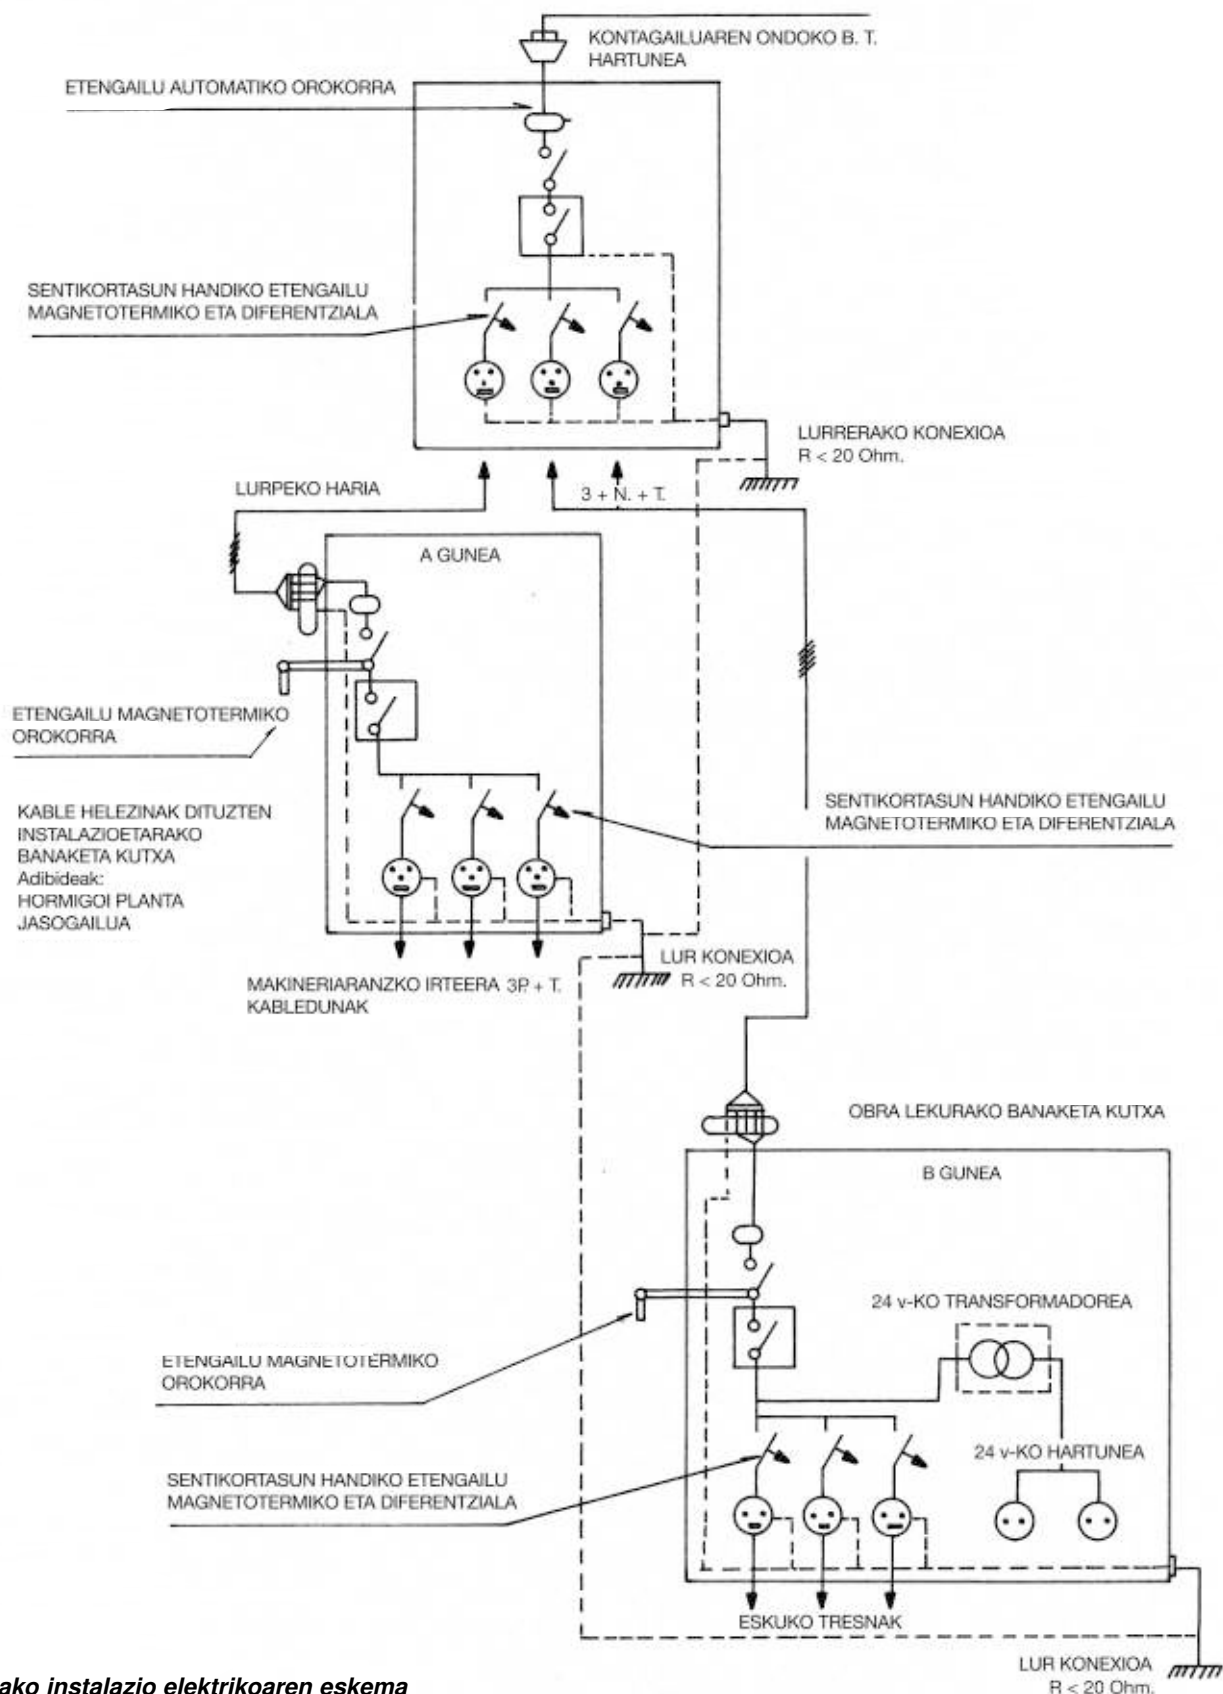 KONTAGAILUAREN ONDOKO B. T.
HARTUNEA
ETENGAILU AUTOMATIKO OROKORRA
SENTIKORTASUN HANDIKO ETENGAILU
MAGNETOTERMIKO ETA DIFERENTZIALA
LURRERAKO KONEXIOA
R < 20 Ohm.
LURPEKO HARIA
3 + N. + T.
A GUNEA
ETENGAILU MAGNETOTERMIKO
OROKORRA
KABLE HELEZINAK DITUZTEN
INSTALAZIOETARAKO
BANAKETA KUTXA
Adibideak:
HORMIGOI PLANTA
JASOGAILUA
SENTIKORTASUN HANDIKO ETENGAILU
MAGNETOTERMIKO ETA DIFERENTZIALA
MAKINERIARANZKO IRTEERA 3P. + T.
KABLEDUNAK
LUR KONEXIOA
R < 20 Ohm.
OBRA LEKURAKO BANAKETA KUTXA
B GUNEA
24 v-KO TRANSFORMADOREA
ETENGAILU MAGNETOTERMIKO
OROKORRA
24 v-KO HARTUNEA
SENTIKORTASUN HANDIKO ETENGAILU
MAGNETOTERMIKO ETA DIFERENTZIALA
ESKUKO TRESNAK
LUR KONEXIOA
R < 20 Ohm.
ako instalazio elektrikoaren eskema